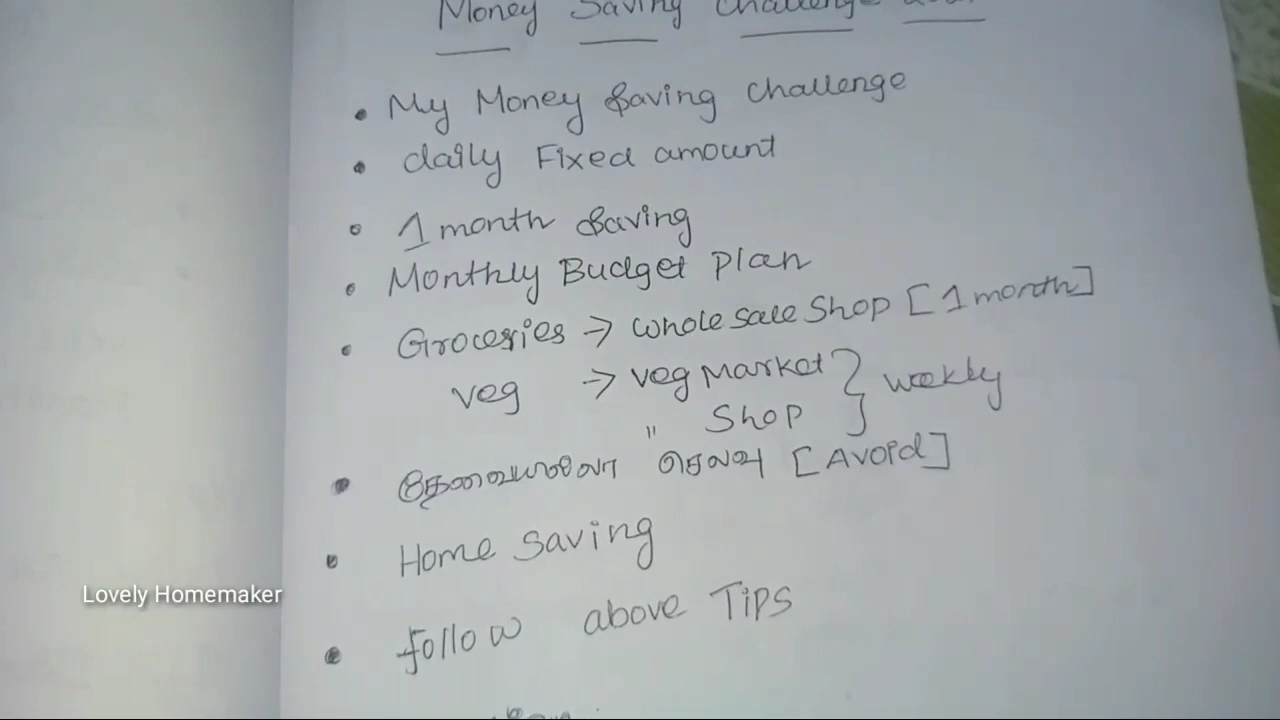 Money Saving Challenge
• My Money Saving Challenge
• daily Fixed amount
• 1 month Saving
• Monthly Budget Plan
• Groceries → whole sale Shop [1 month]
veg → veg Market } weekly
" Shop
• செலவு [Avoid]
• Home Saving
• follow above Tips
Lovely Homemaker